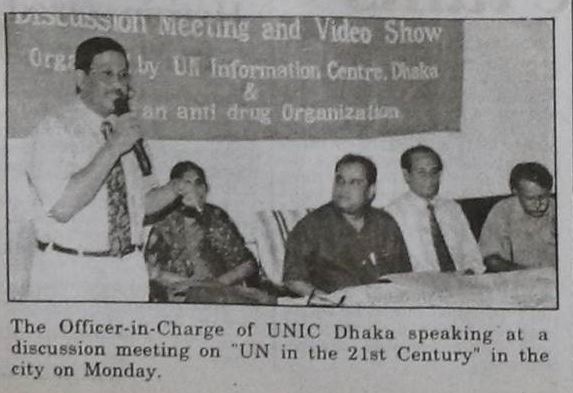 Discussion Meeting and Video Show
by UN Information Centre, Dhaka
&
an anti drug Organization
The Officer-in-Charge of UNIC Dhaka speaking at a
discussion meeting on "UN in the 21st Century" in the
city on Monday.